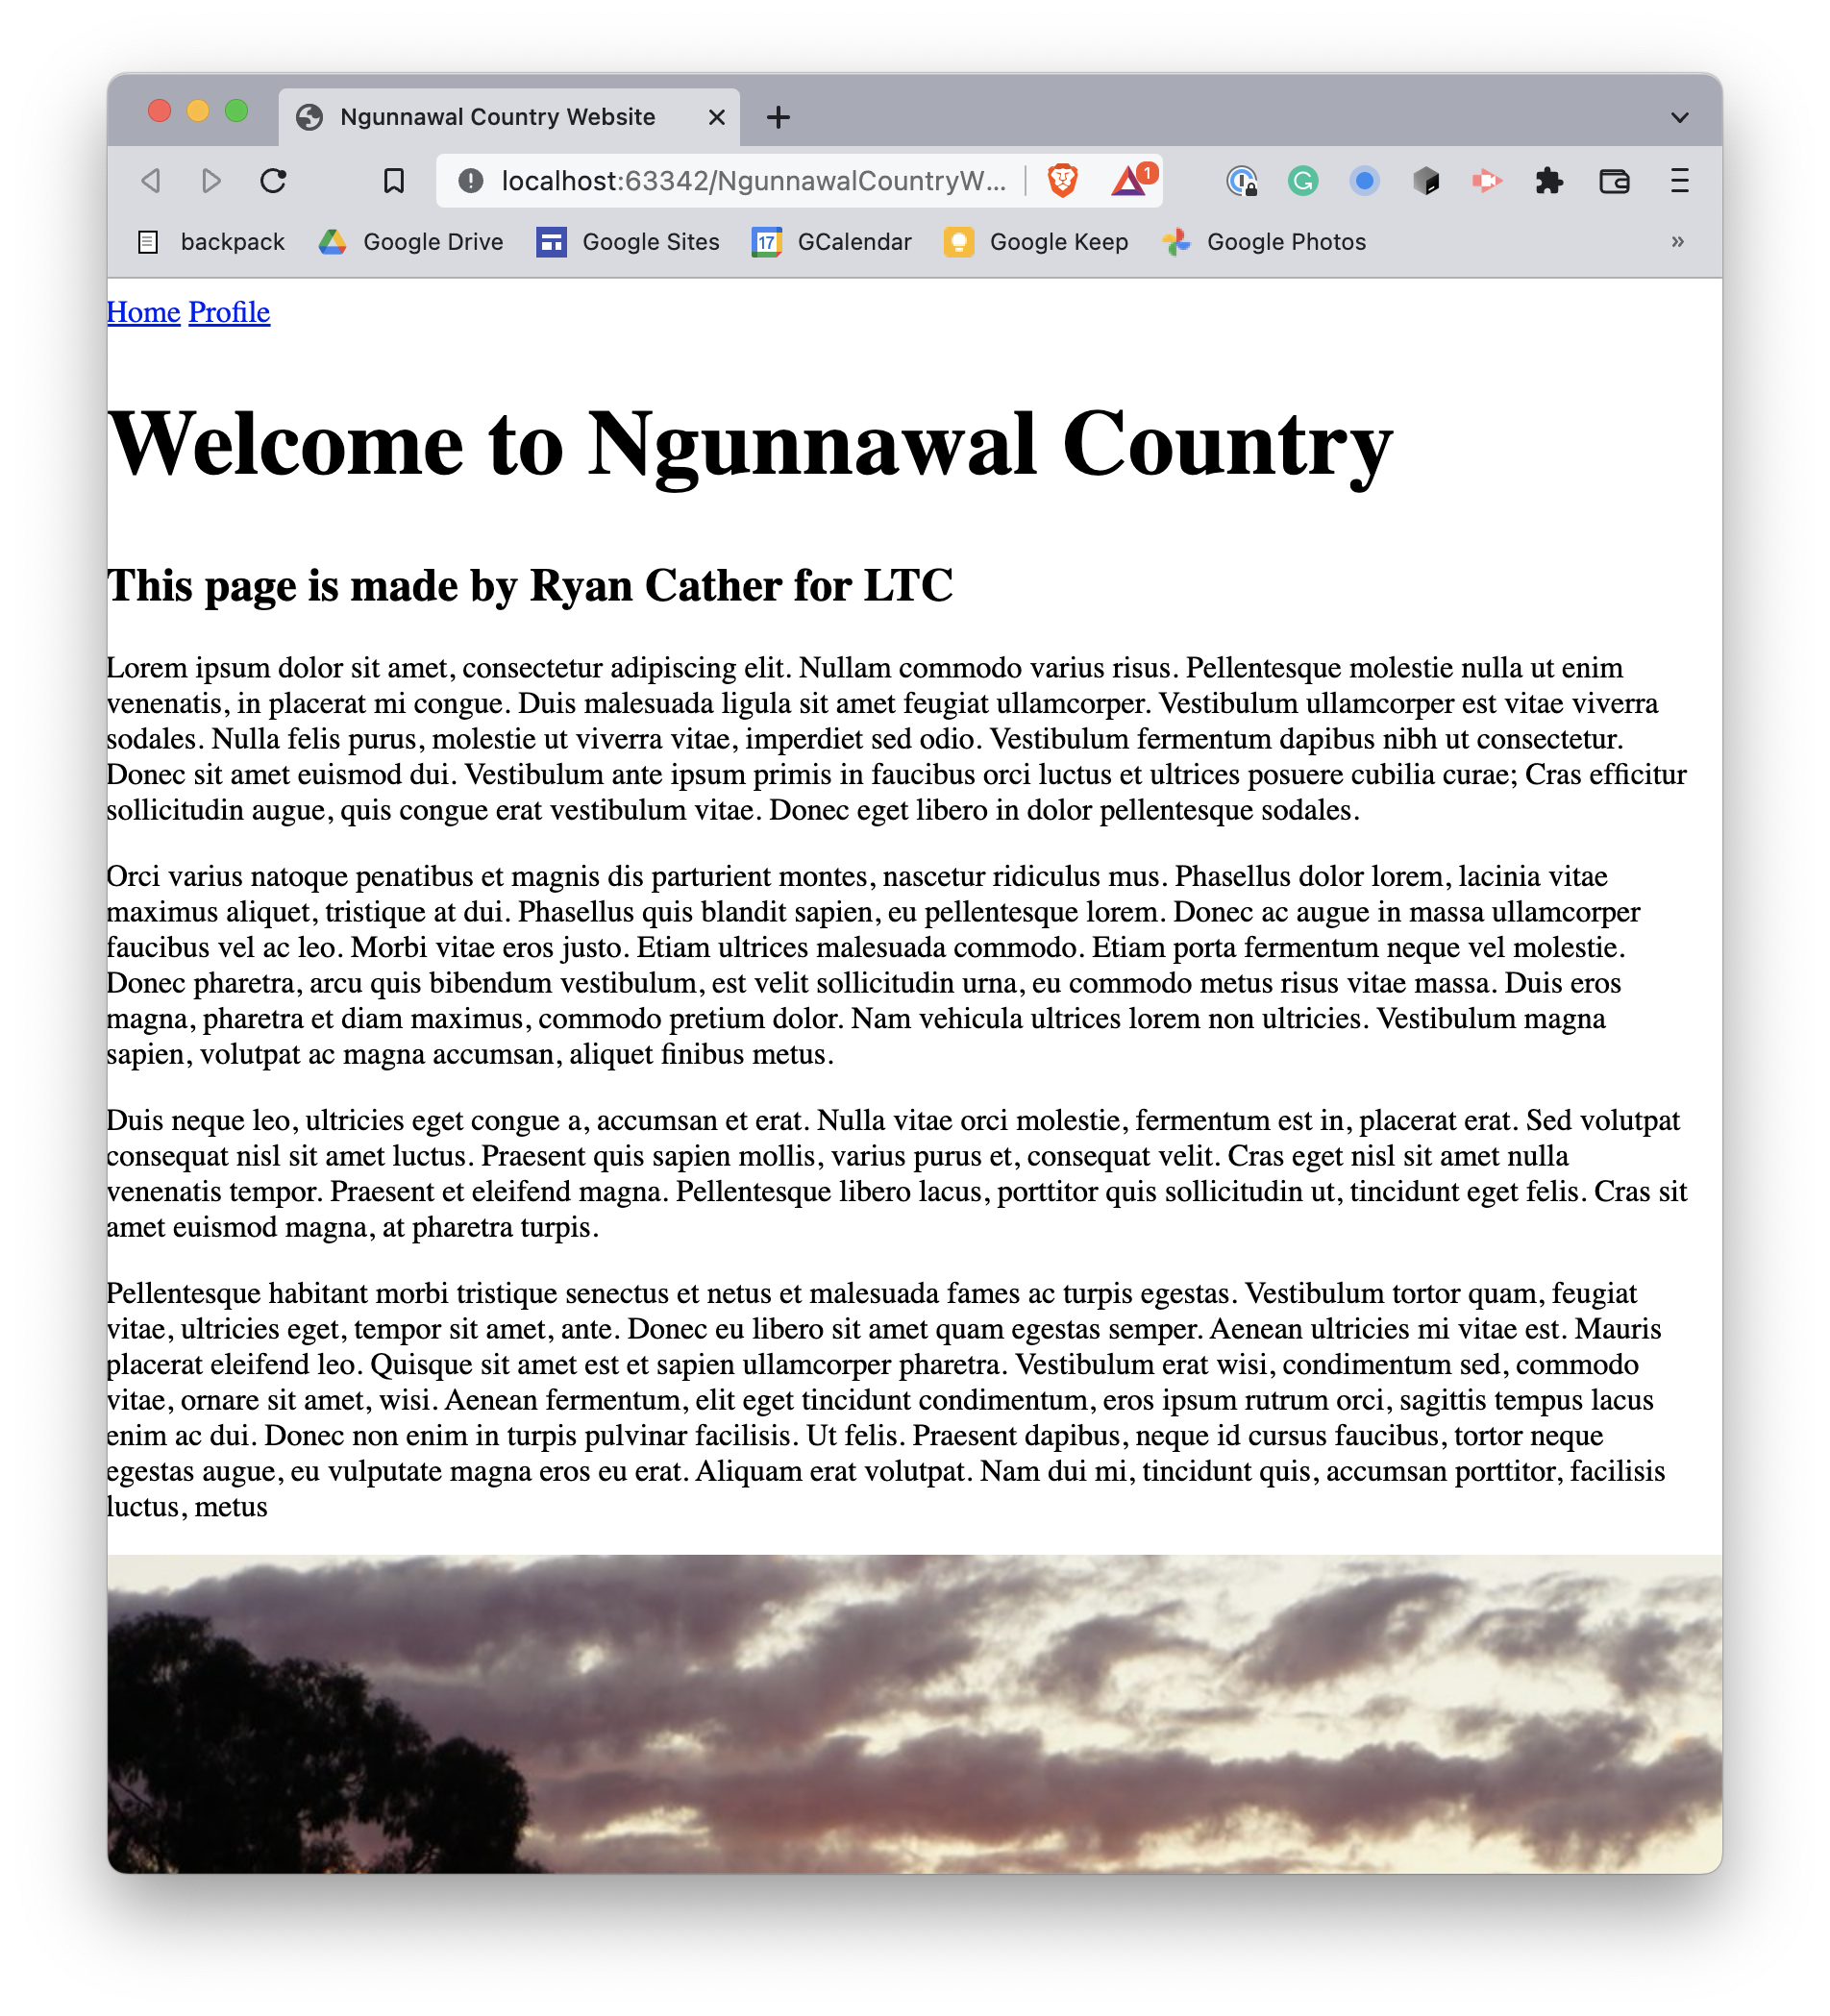 Ngunnawal Country Website
localhost:63342/NgunnawalCountryW...
1
backpack
Google Drive
Google Sites
17
GCalendar
Google Keep
Google Photos
»
Home Profile
Welcome to Ngunnawal Country
This page is made by Ryan Cather for LTC
Lorem ipsum dolor sit amet, consectetur adipiscing elit. Nullam commodo varius risus. Pellentesque molestie nulla ut enim
venenatis, in placerat mi congue. Duis malesuada ligula sit amet feugiat ullamcorper. Vestibulum ullamcorper est vitae viverra
sodales. Nulla felis purus, molestie ut viverra vitae, imperdiet sed odio. Vestibulum fermentum dapibus nibh ut consectetur.
Donec sit amet euismod dui. Vestibulum ante ipsum primis in faucibus orci luctus et ultrices posuere cubilia curae; Cras efficitur
sollicitudin augue, quis congue erat vestibulum vitae. Donec eget libero in dolor pellentesque sodales.
Orci varius natoque penatibus et magnis dis parturient montes, nascetur ridiculus mus. Phasellus dolor lorem, lacinia vitae
maximus aliquet, tristique at dui. Phasellus quis blandit sapien, eu pellentesque lorem. Donec ac augue in massa ullamcorper
faucibus vel ac leo. Morbi vitae eros justo. Etiam ultrices malesuada commodo. Etiam porta fermentum neque vel molestie.
Donec pharetra, arcu quis bibendum vestibulum, est velit sollicitudin urna, eu commodo metus risus vitae massa. Duis eros
magna, pharetra et diam maximus, commodo pretium dolor. Nam vehicula ultrices lorem non ultricies. Vestibulum magna
sapien, volutpat ac magna accumsan, aliquet finibus metus.
Duis neque leo, ultricies eget congue a, accumsan et erat. Nulla vitae orci molestie, fermentum est in, placerat erat. Sed volutpat
consequat nisl sit amet luctus. Praesent quis sapien mollis, varius purus et, consequat velit. Cras eget nisl sit amet nulla
venenatis tempor. Praesent et eleifend magna. Pellentesque libero lacus, porttitor quis sollicitudin ut, tincidunt eget felis. Cras sit
amet euismod magna, at pharetra turpis.
Pellentesque habitant morbi tristique senectus et netus et malesuada fames ac turpis egestas. Vestibulum tortor quam, feugiat
vitae, ultricies eget, tempor sit amet, ante. Donec eu libero sit amet quam egestas semper. Aenean ultricies mi vitae est. Mauris
placerat eleifend leo. Quisque sit amet est et sapien ullamcorper pharetra. Vestibulum erat wisi, condimentum sed, commodo
vitae, ornare sit amet, wisi. Aenean fermentum, elit eget tincidunt condimentum, eros ipsum rutrum orci, sagittis tempus lacus
enim ac dui. Donec non enim in turpis pulvinar facilisis. Ut felis. Praesent dapibus, neque id cursus faucibus, tortor neque
egestas augue, eu vulputate magna eros eu erat. Aliquam erat volutpat. Nam dui mi, tincidunt quis, accumsan porttitor, facilisis
luctus, metus